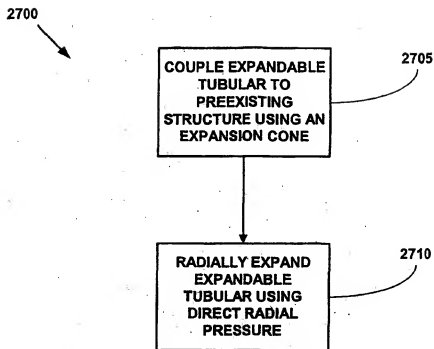 2700
COUPLE EXPANDABLE
TUBULAR TO
PREEXISTING
STRUCTURE USING AN
EXPANSION CONE
2705
RADIALLY EXPAND
EXPANDABLE
TUBULAR USING
DIRECT RADIAL
PRESSURE
2710